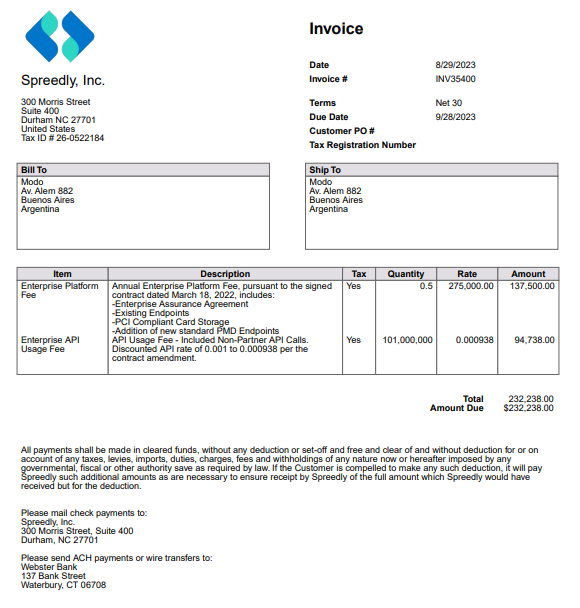 Invoice
Spreedly, Inc.
300 Morris Street
Suite 400
Durham NC 27701
United States
Tax ID # 26-0522184
Date 8/29/2023
Invoice # INV35400
Terms Net 30
Due Date 9/28/2023
Customer PO #
Tax Registration Number
Bill To
Modo
Av. Alem 882
Buenos Aires
Argentina
Ship To
Modo
Av. Alem 882
Buenos Aires
Argentina
Item Description Tax Quantity Rate Amount
Enterprise Platform Annual Enterprise Platform Fee, pursuant to the signed Yes 0.5 275,000.00 137,500.00
Fee contract dated March 18, 2022, includes:
-Enterprise Assurance Agreement
-Existing Endpoints
-PCI Compliant Card Storage
-Addition of new standard PMD Endpoints
Enterprise API API Usage Fee - Included Non-Partner API Calls. Yes 101,000,000 0.000938 94,738.00
Usage Fee Discounted API rate of 0.001 to 0.000938 per the
contract amendment.
Total 232,238.00
Amount Due $232,238.00
All payments shall be made in cleared funds, without any deduction or set-off and free and clear of and without deduction for or on
account of any taxes, levies, imports, duties, charges, fees and withholdings of any nature now or hereafter imposed by any
governmental, fiscal or other authority save as required by law. If the Customer is compelled to make any such deduction, it will pay
Spreedly such additional amounts as are necessary to ensure receipt by Spreedly of the full amount which Spreedly would have
received but for the deduction.
Please mail check payments to:
Spreedly, Inc.
300 Morris Street, Suite 400
Durham, NC 27701
Please send ACH payments or wire transfers to:
Webster Bank
137 Bank Street
Waterbury, CT 06708